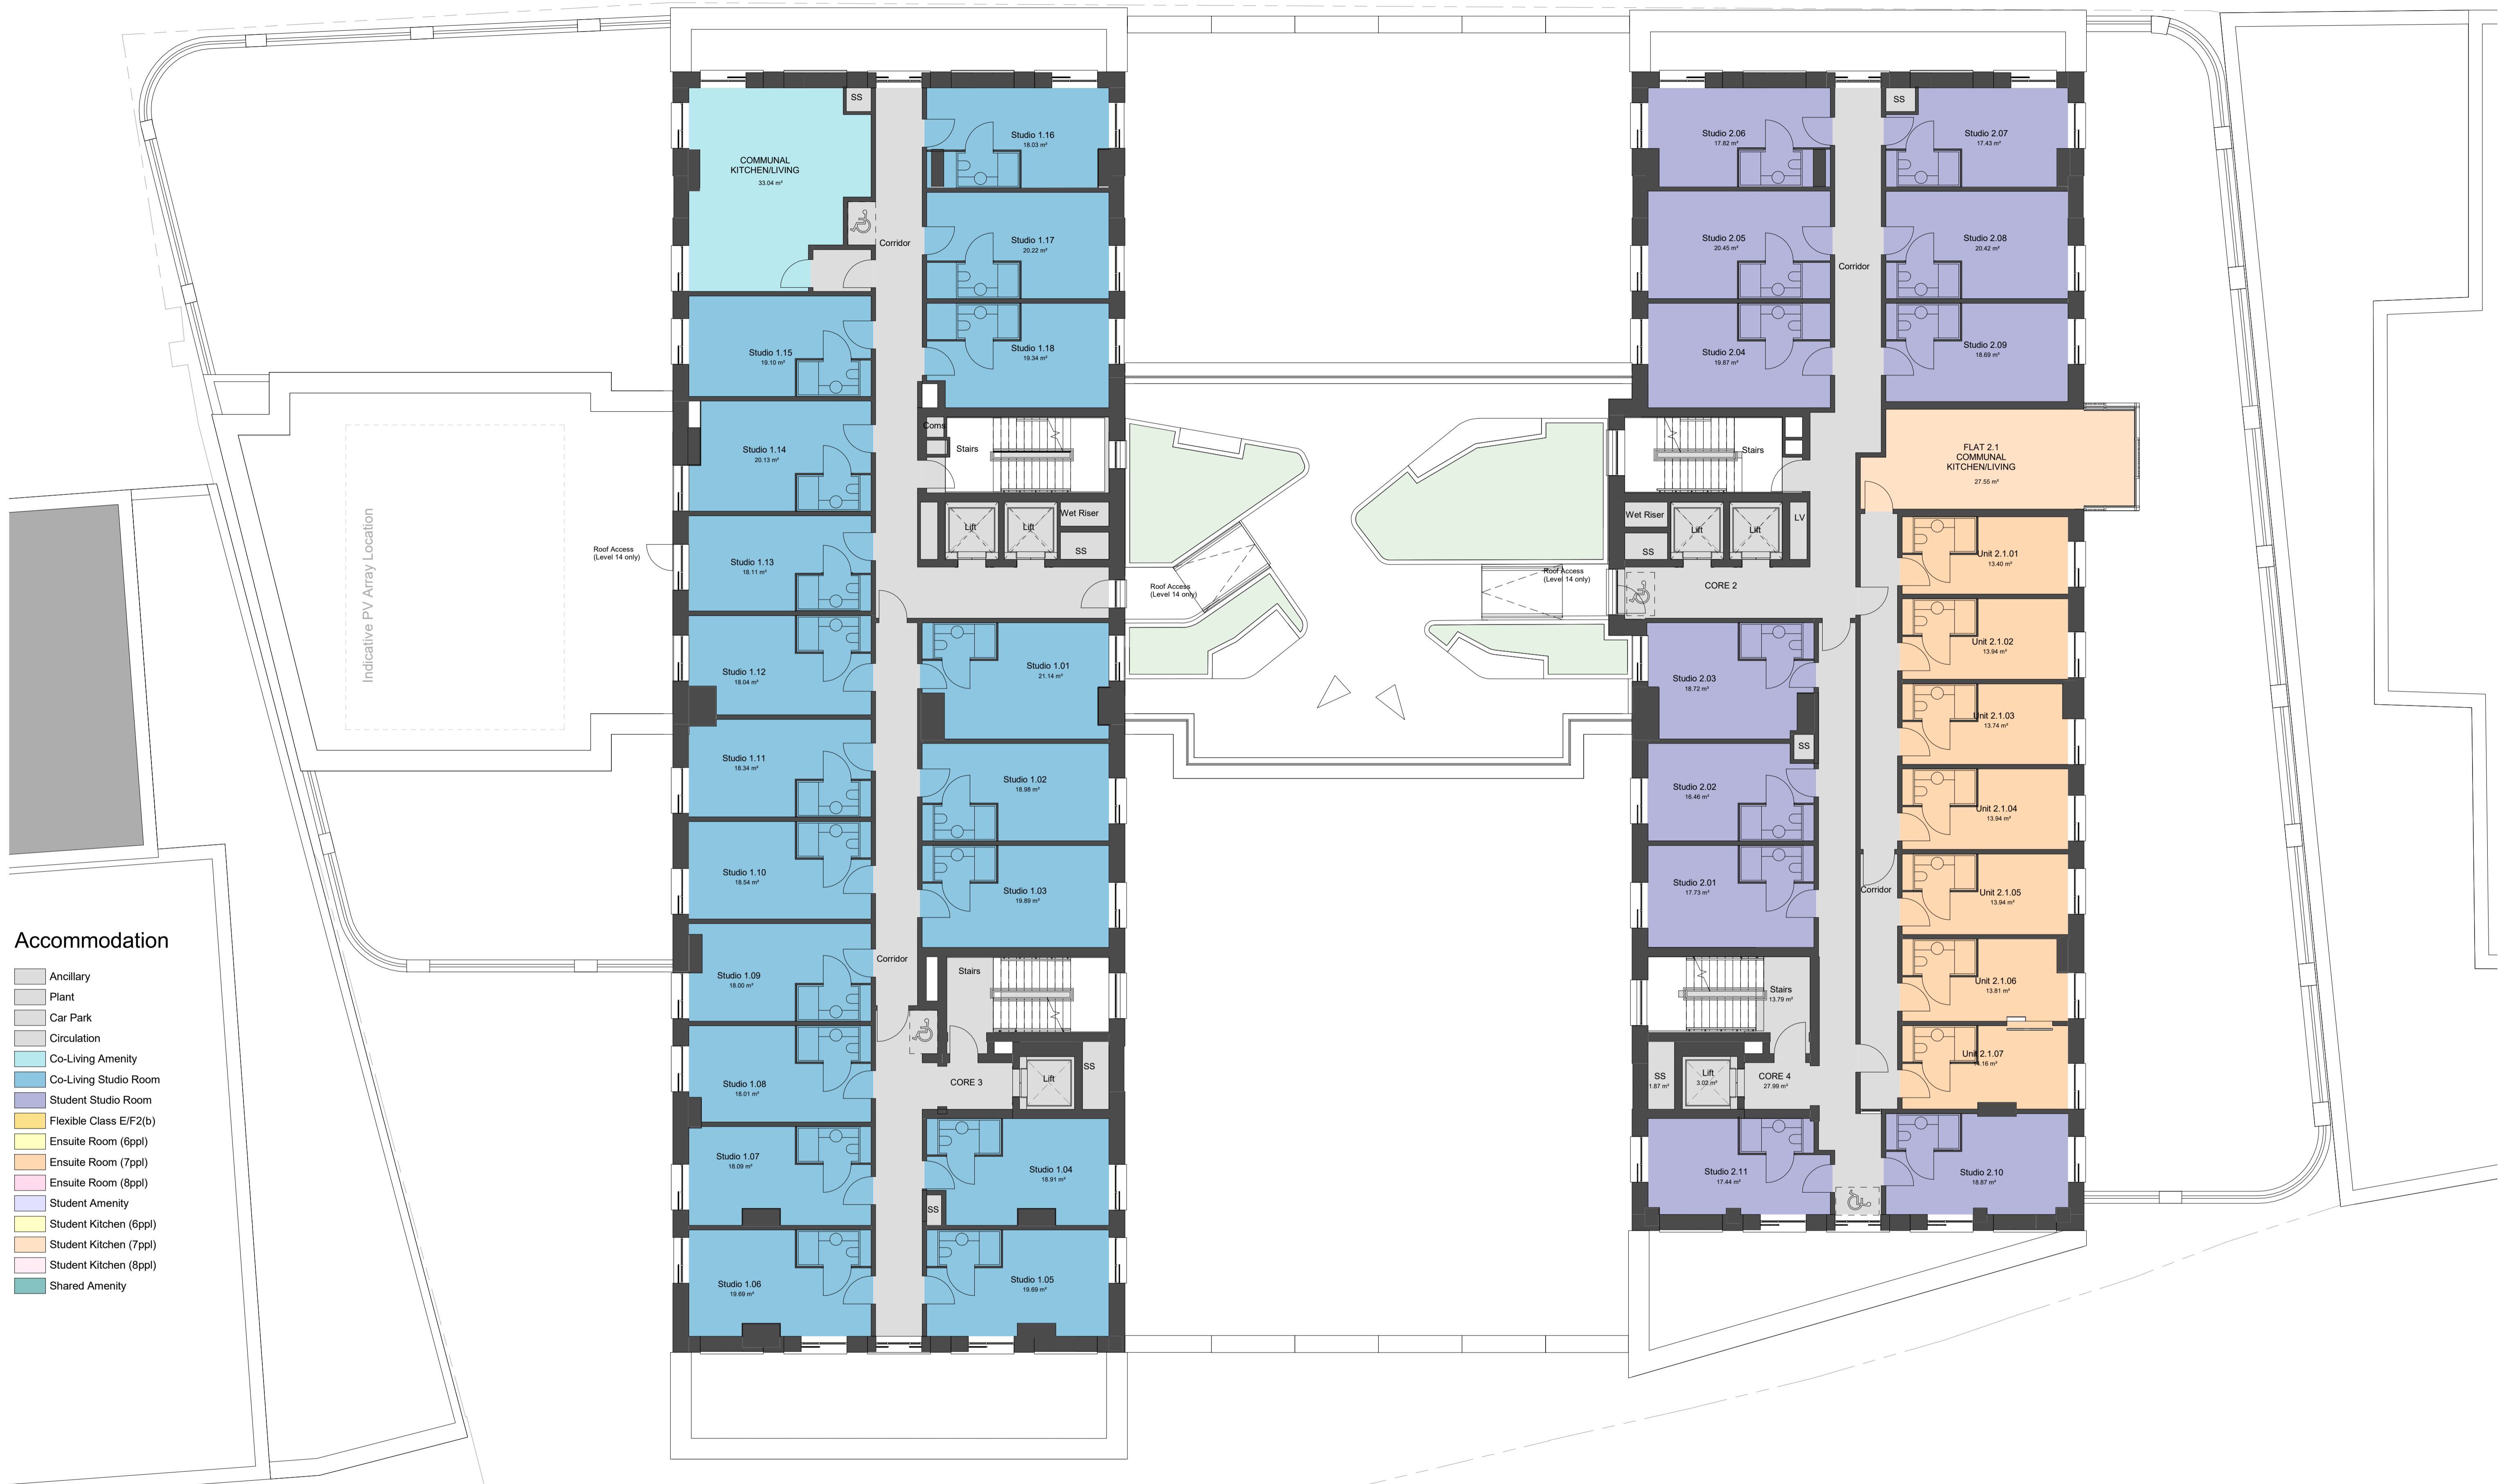 SS
COMMUNAL
KITCHEN/LIVING
33.04 m²
Corridor
Studio 1.16
18.03 m²
Studio 1.17
20.22 m²
Studio 1.18
19.34 m²
Studio 1.15
19.10 m²
Studio 1.14
20.13 m²
Coms
Stairs
Studio 1.13
18.11 m²
Lift
Lift
Wet Riser
SS
Roof Access
(Level 14 only)
Roof Access
(Level 14 only)
Indicative PV Array Location
Studio 1.12
18.04 m²
Studio 1.01
21.14 m²
Studio 1.11
18.34 m²
Studio 1.02
18.98 m²
Studio 1.10
18.54 m²
Studio 1.03
19.89 m²
Studio 1.09
18.00 m²
Corridor
Stairs
Studio 1.08
18.01 m²
CORE 3
Lift
SS
Studio 1.07
18.09 m²
Studio 1.04
18.91 m²
SS
Studio 1.06
19.69 m²
Studio 1.05
19.69 m²
Studio 2.06
17.82 m²
SS
Studio 2.07
17.43 m²
Studio 2.05
20.45 m²
Corridor
Studio 2.08
20.42 m²
Studio 2.04
19.87 m²
Studio 2.09
18.69 m²
Stairs
FLAT 2.1
COMMUNAL
KITCHEN/LIVING
27.55 m²
Wet Riser
SS
Lift
Lift
LV
Roof Access
(Level 14 only)
CORE 2
Unit 2.1.01
13.40 m²
Unit 2.1.02
13.94 m²
Studio 2.03
18.72 m²
Unit 2.1.03
13.74 m²
SS
Studio 2.02
16.46 m²
Unit 2.1.04
13.94 m²
Studio 2.01
17.73 m²
Corridor
Unit 2.1.05
13.94 m²
Stairs
13.79 m²
Unit 2.1.06
13.81 m²
SS
1.87 m²
Lift
3.02 m²
CORE 4
27.99 m²
Unit 2.1.07
14.16 m²
Studio 2.11
17.44 m²
Studio 2.10
18.87 m²
Accommodation
Ancillary
Plant
Car Park
Circulation
Co-Living Amenity
Co-Living Studio Room
Student Studio Room
Flexible Class E/F2(b)
Ensuite Room (6ppl)
Ensuite Room (7ppl)
Ensuite Room (8ppl)
Student Amenity
Student Kitchen (6ppl)
Student Kitchen (7ppl)
Student Kitchen (8ppl)
Shared Amenity